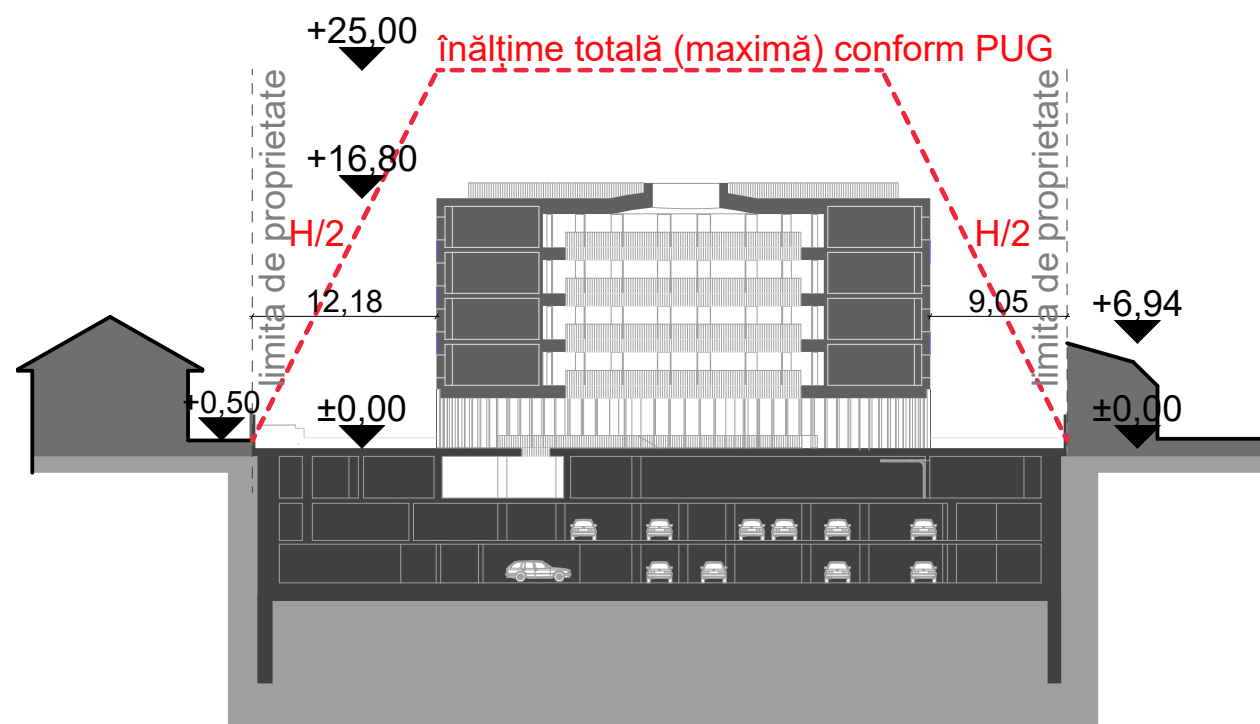 +25,00
înălțime totală (maximă) conform PUG
limita de proprietate
limita de proprietate
+16,80
H/2
H/2
12,18
9,05
+6,94
+0,50
±0,00
±0,00